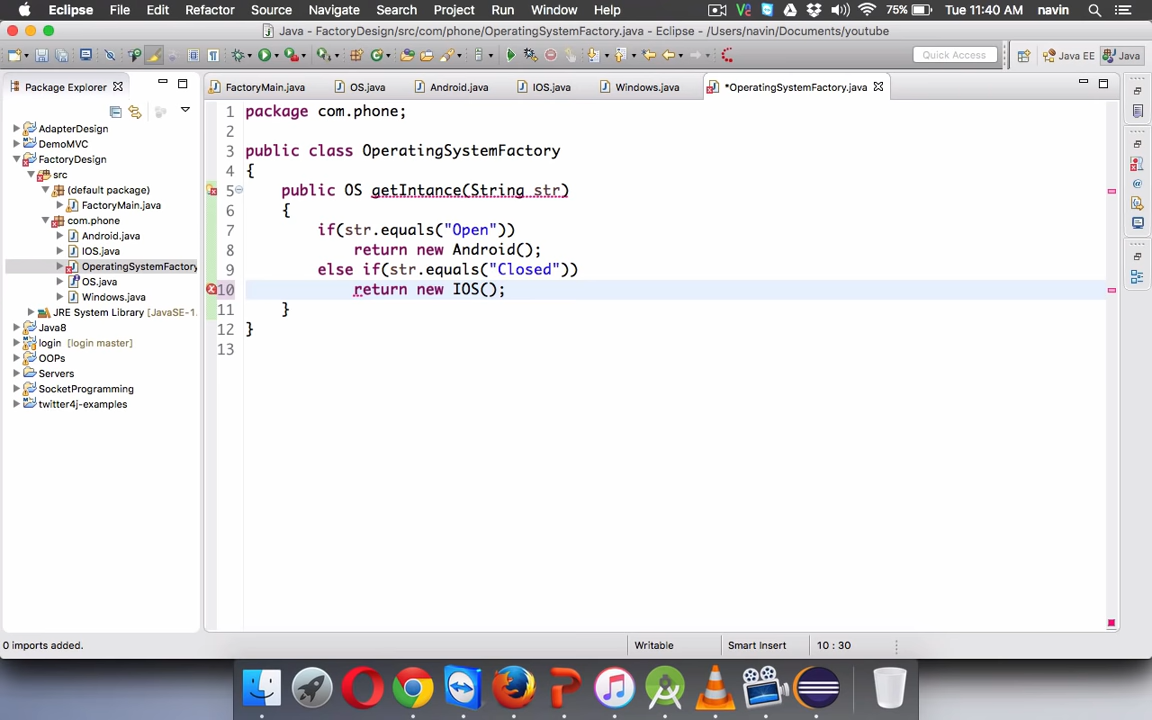 Eclipse File Edit Refactor Source Navigate Search Project Run Window Help 75% Tue 11:40 AM navin
Java - FactoryDesign/src/com/phone/OperatingSystemFactory.java - Eclipse - /Users/navin/Documents/youtube
Quick Access Java EE Java
Package Explorer
FactoryMain.java OS.java Android.java IOS.java Windows.java *OperatingSystemFactory.java
AdapterDesign
DemoMVC
FactoryDesign
src
(default package)
FactoryMain.java
com.phone
Android.java
IOS.java
OperatingSystemFactory
OS.java
Windows.java
JRE System Library [JavaSE-1.
Java8
login [login master]
OOPs
Servers
SocketProgramming
twitter4j-examples
1 package com.phone;
2
3 public class OperatingSystemFactory
4 {
5 public OS getIntance(String str)
6 {
7 if(str.equals("Open"))
8 return new Android();
9 else if(str.equals("Closed"))
10 return new IOS();
11 }
12 }
13
0 imports added. Writable Smart Insert 10 : 30